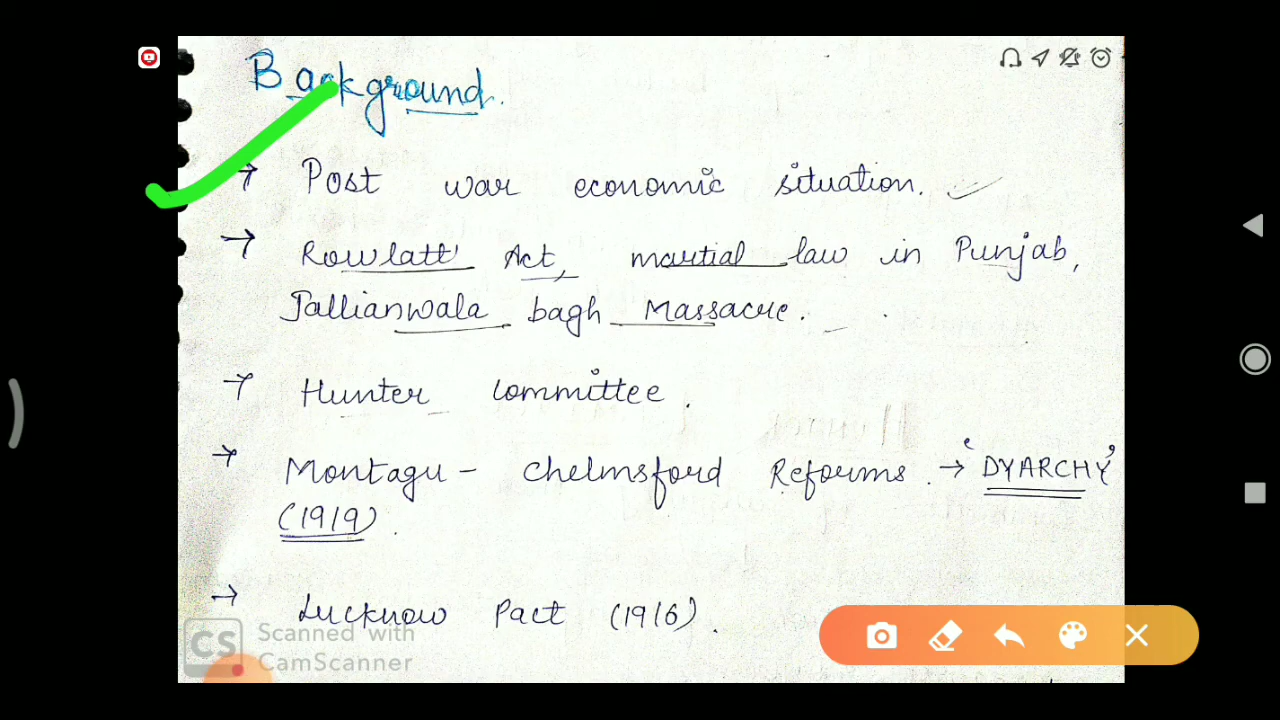 Background.
→ Post war economic situation.
→ Rowlatt Act, martial law in Punjab,
Jallianwala bagh Massacre.
→ Hunter Committee.
→ Montagu - Chelmsford Reforms. → 'DYARCHY'
(1919).
→ Lucknow Pact (1916).
CS Scanned with
CamScanner